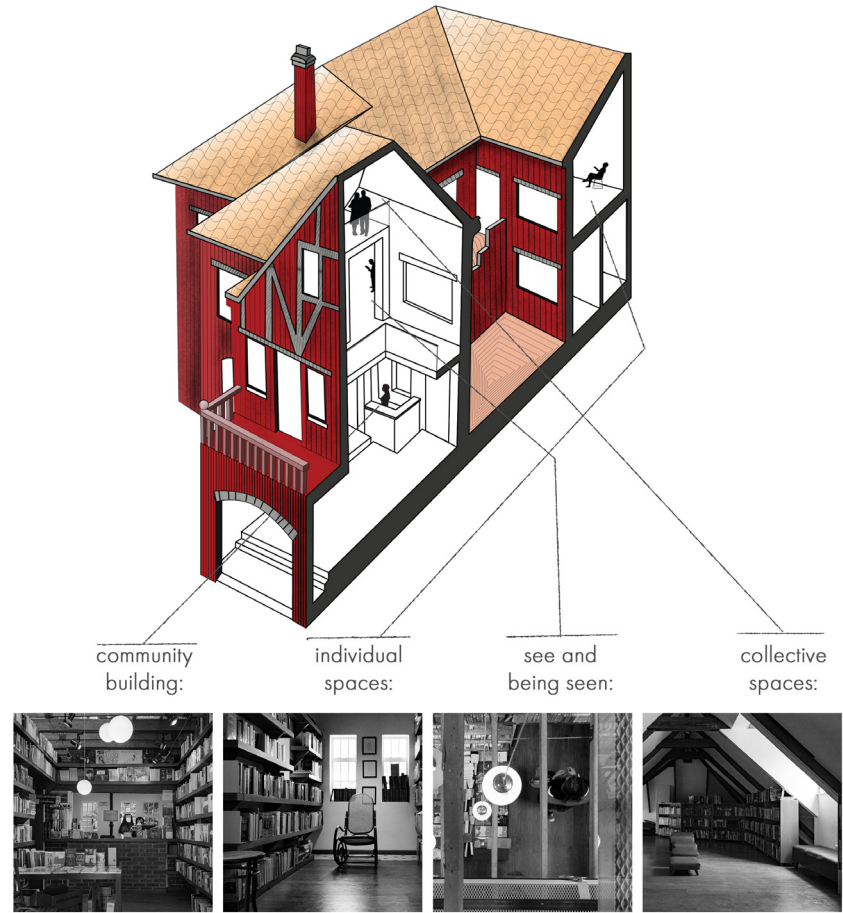 community
building:
individual
spaces:
see and
being seen:
collective
spaces: